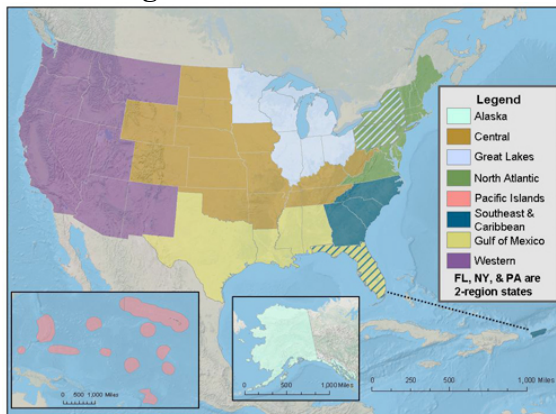 Legend
Alaska
Central
Great Lakes
North Atlantic
Pacific Islands
Southeast &
Caribbean
Gulf of Mexico
Western
FL, NY, & PA are
2-region states
0 500 1,000 Miles
0 500 1,000 Miles
0 500 1,000 Miles